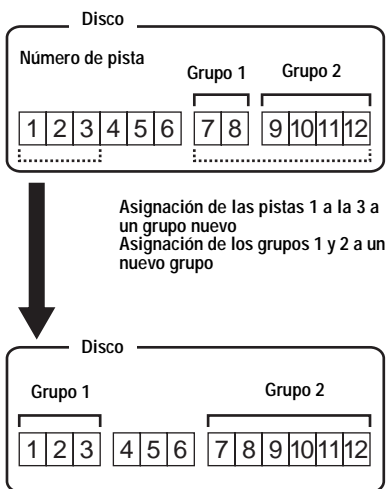 Disco
Número de pista
Grupo 1 Grupo 2
1 2 3 4 5 6 7 8 9 10 11 12
Asignación de las pistas 1 a la 3 a
un grupo nuevo
Asignación de los grupos 1 y 2 a un
nuevo grupo
Disco
Grupo 1 Grupo 2
1 2 3 4 5 6 7 8 9 10 11 12